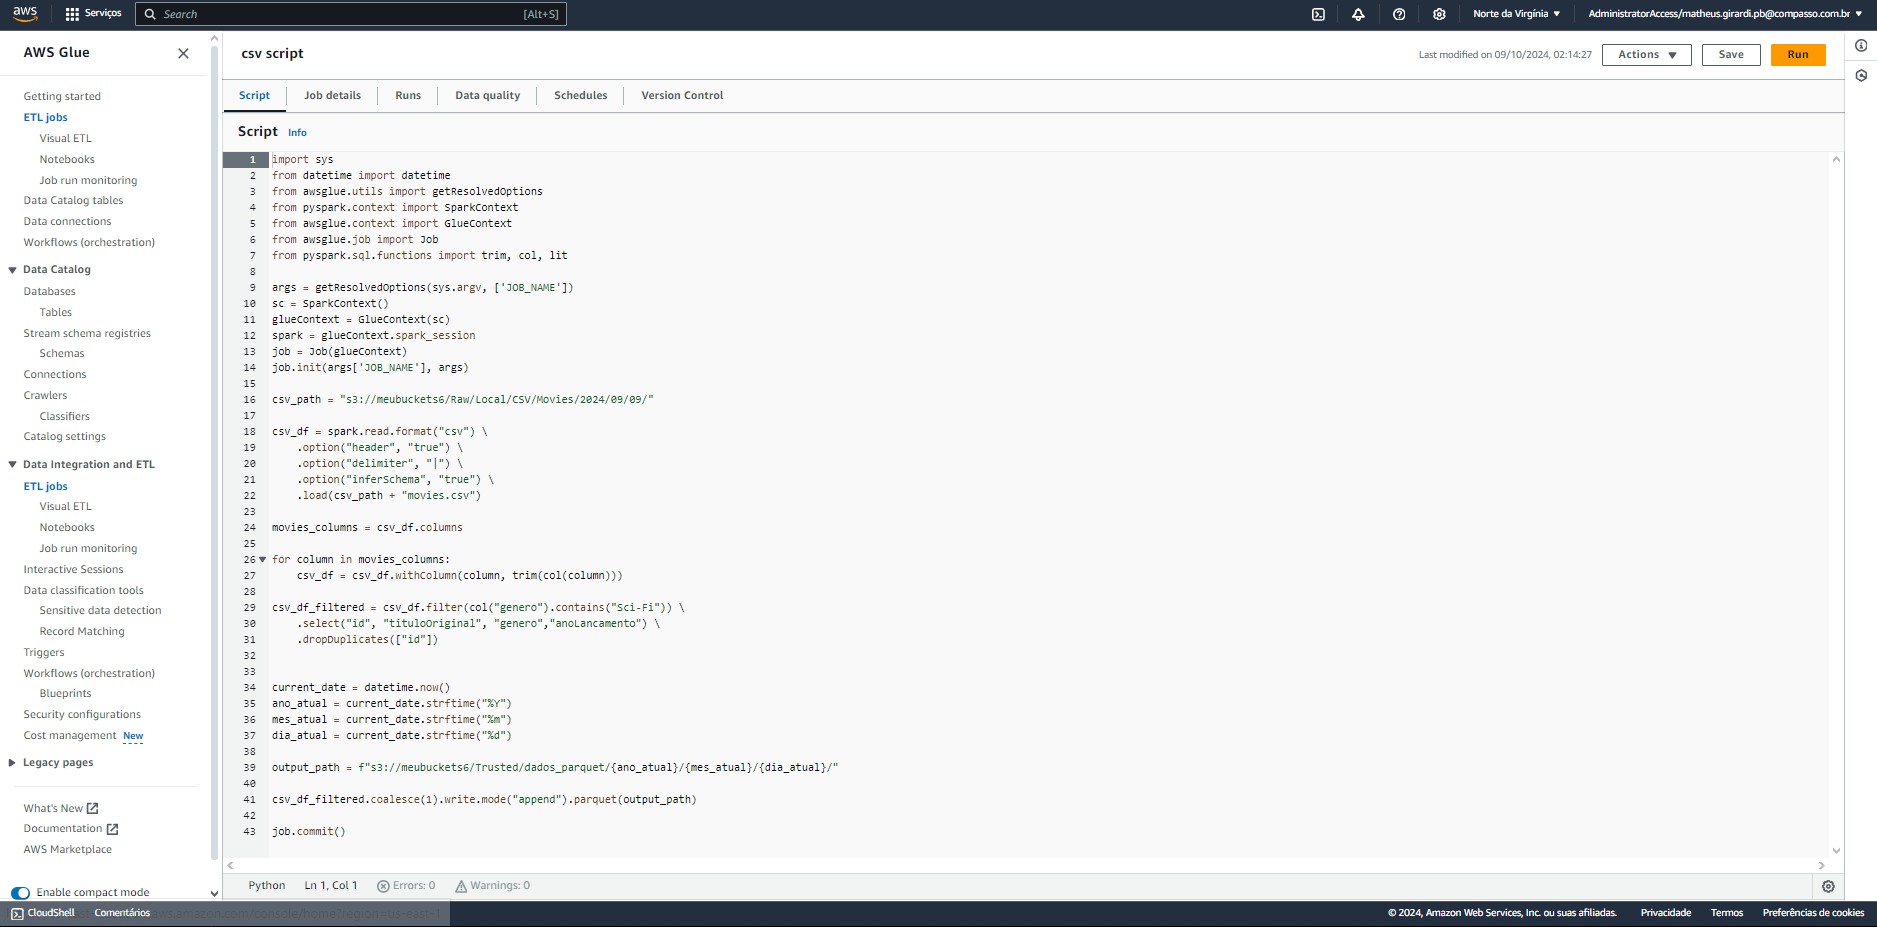 aws
Serviços
Search
[Alt+S]
Norte da Virgínia ▼
AdministratorAccess/matheus.girardi.pb@compasso.com.br ▼
AWS Glue
Getting started
ETL jobs
Visual ETL
Notebooks
Job run monitoring
Data Catalog tables
Data connections
Workflows (orchestration)
Data Catalog
Databases
Tables
Stream schema registries
Schemas
Connections
Crawlers
Classifiers
Catalog settings
Data Integration and ETL
ETL jobs
Visual ETL
Notebooks
Job run monitoring
Interactive Sessions
Data classification tools
Sensitive data detection
Record Matching
Triggers
Workflows (orchestration)
Blueprints
Security configurations
Cost management New
Legacy pages
What's New
Documentation
AWS Marketplace
Enable compact mode
csv script
Last modified on 09/10/2024, 02:14:27
Actions ▼
Save
Run
Script
Job details
Runs
Data quality
Schedules
Version Control
Script Info
1 import sys
2 from datetime import datetime
3 from awsglue.utils import getResolvedOptions
4 from pyspark.context import SparkContext
5 from awsglue.context import GlueContext
6 from awsglue.job import Job
7 from pyspark.sql.functions import trim, col, lit
8
9 args = getResolvedOptions(sys.argv, ['JOB_NAME'])
10 sc = SparkContext()
11 glueContext = GlueContext(sc)
12 spark = glueContext.spark_session
13 job = Job(glueContext)
14 job.init(args['JOB_NAME'], args)
15
16 csv_path = "s3://meubuckets6/Raw/Local/CSV/Movies/2024/09/09/"
17
18 csv_df = spark.read.format("csv") \
19     .option("header", "true") \
20     .option("delimiter", "|") \
21     .option("inferSchema", "true") \
22     .load(csv_path + "movies.csv")
23
24 movies_columns = csv_df.columns
25
26 for column in movies_columns:
27     csv_df = csv_df.withColumn(column, trim(col(column)))
28
29 csv_df_filtered = csv_df.filter(col("genero").contains("Sci-Fi")) \
30     .select("id", "tituloOriginal", "genero","anoLancamento") \
31     .dropDuplicates(["id"])
32
33
34 current_date = datetime.now()
35 ano_atual = current_date.strftime("%Y")
36 mes_atual = current_date.strftime("%m")
37 dia_atual = current_date.strftime("%d")
38
39 output_path = f"s3://meubuckets6/Trusted/dados_parquet/{ano_atual}/{mes_atual}/{dia_atual}/"
40
41 csv_df_filtered.coalesce(1).write.mode("append").parquet(output_path)
42
43 job.commit()
Python
Ln 1, Col 1
Errors: 0
Warnings: 0
CloudShell
Comentários
aws.amazon.com/console/home?region=us-east-1
© 2024, Amazon Web Services, Inc. ou suas afiliadas.
Privacidade
Termos
Preferências de cookies